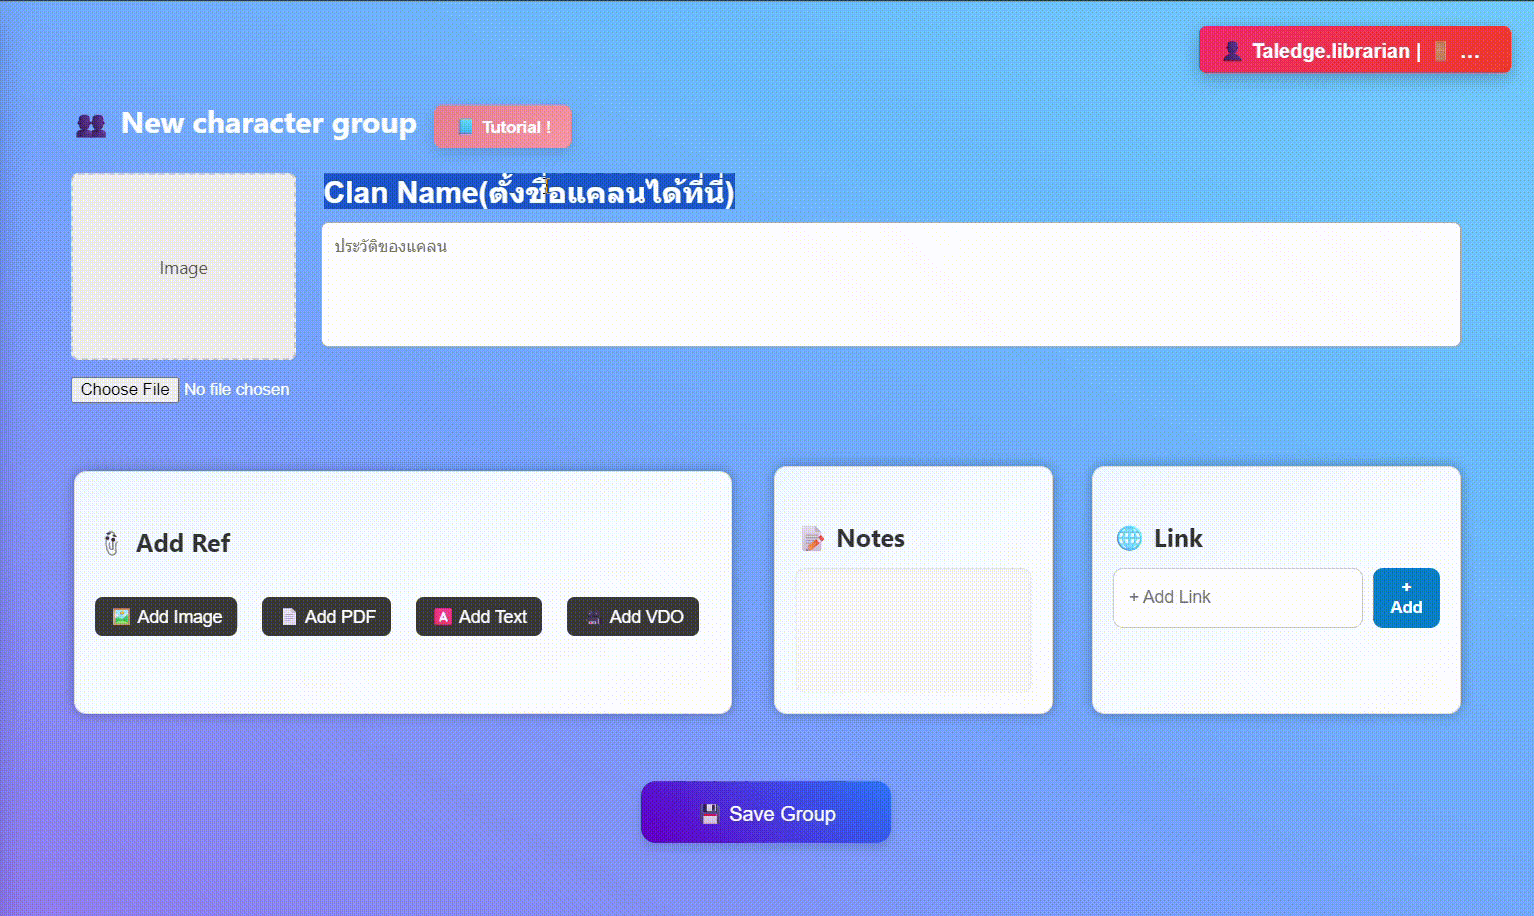 👤 Taledge.librarian | 🚪 ...
👥 New character group
📘 Tutorial !
Image
Clan Name(ตั้งชื่อแคลนได้ที่นี่)
ประวัติของแคลน
Choose File No file chosen
📎 Add Ref
🖼️ Add Image
📄 Add PDF
🅰️ Add Text
🎥 Add VDO
📝 Notes
🌐 Link
+ Add Link
+
Add
💾 Save Group